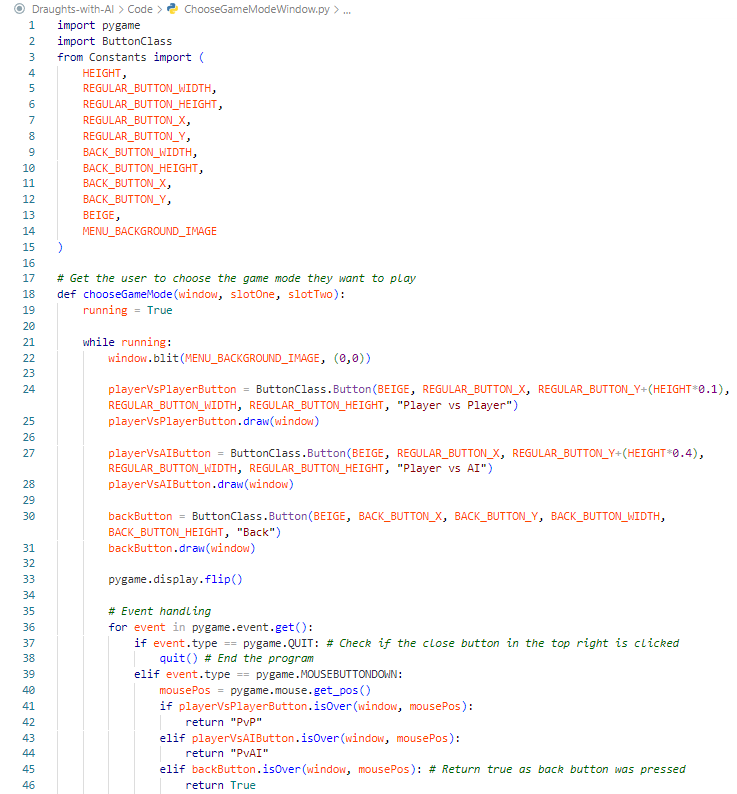 Draughts-with-AI > Code > ChooseGameModeWindow.py > ...
1 import pygame
2 import ButtonClass
3 from Constants import (
4     HEIGHT,
5     REGULAR_BUTTON_WIDTH,
6     REGULAR_BUTTON_HEIGHT,
7     REGULAR_BUTTON_X,
8     REGULAR_BUTTON_Y,
9     BACK_BUTTON_WIDTH,
10     BACK_BUTTON_HEIGHT,
11     BACK_BUTTON_X,
12     BACK_BUTTON_Y,
13     BEIGE,
14     MENU_BACKGROUND_IMAGE
15 )
16
17 # Get the user to choose the game mode they want to play
18 def chooseGameMode(window, slotOne, slotTwo):
19     running = True
20
21     while running:
22         window.blit(MENU_BACKGROUND_IMAGE, (0,0))
23
24         playerVsPlayerButton = ButtonClass.Button(BEIGE, REGULAR_BUTTON_X, REGULAR_BUTTON_Y+(HEIGHT*0.1),
        REGULAR_BUTTON_WIDTH, REGULAR_BUTTON_HEIGHT, "Player vs Player")
25         playerVsPlayerButton.draw(window)
26
27         playerVsAIButton = ButtonClass.Button(BEIGE, REGULAR_BUTTON_X, REGULAR_BUTTON_Y+(HEIGHT*0.4),
        REGULAR_BUTTON_WIDTH, REGULAR_BUTTON_HEIGHT, "Player vs AI")
28         playerVsAIButton.draw(window)
29
30         backButton = ButtonClass.Button(BEIGE, BACK_BUTTON_X, BACK_BUTTON_Y, BACK_BUTTON_WIDTH,
        BACK_BUTTON_HEIGHT, "Back")
31         backButton.draw(window)
32
33         pygame.display.flip()
34
35         # Event handling
36         for event in pygame.event.get():
37             if event.type == pygame.QUIT: # Check if the close button in the top right is clicked
38                 quit() # End the program
39             elif event.type == pygame.MOUSEBUTTONDOWN:
40                 mousePos = pygame.mouse.get_pos()
41                 if playerVsPlayerButton.isOver(window, mousePos):
42                     return "PvP"
43                 elif playerVsAIButton.isOver(window, mousePos):
44                     return "PvAI"
45                 elif backButton.isOver(window, mousePos): # Return true as back button was pressed
46                     return True